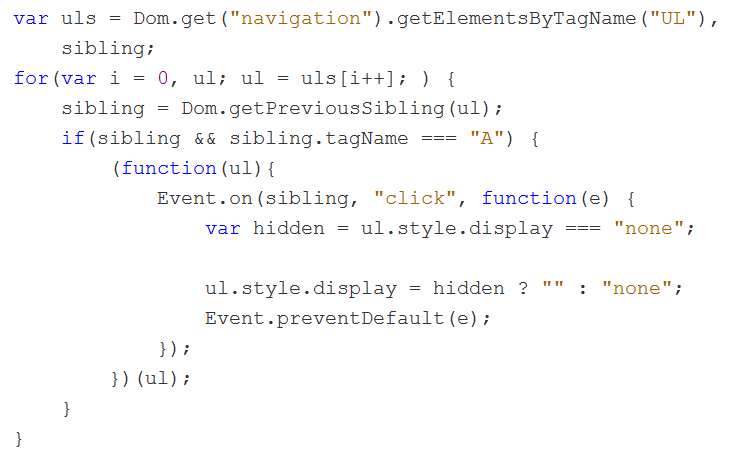 var uls = Dom.get("navigation").getElementsByTagName("UL"),
    sibling;
for(var i = 0, ul; ul = uls[i++]; ) {
    sibling = Dom.getPreviousSibling(ul);
    if(sibling && sibling.tagName === "A") {
        (function(ul){
            Event.on(sibling, "click", function(e) {
                var hidden = ul.style.display === "none";

                ul.style.display = hidden ? "" : "none";
                Event.preventDefault(e);
            });
        })(ul);
    }
}